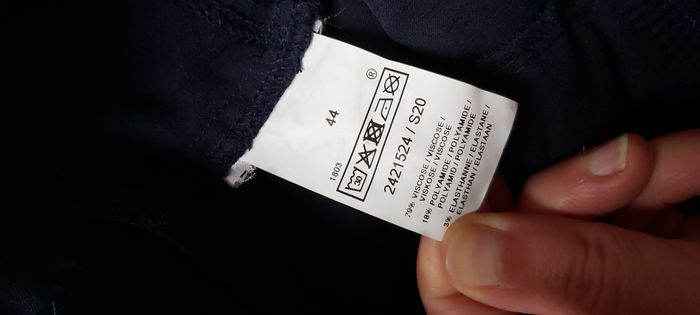 ®
44
1803
30
2421524 / S20
79% VISCOSE / VISCOSE /
VISKOSE / VISCOSE
18% POLYAMIDE / POLYAMIDE /
POLYAMID / POLYAMIDE
3% ELASTHANNE / ELASTANE /
ELASTHAN / ELASTAAN